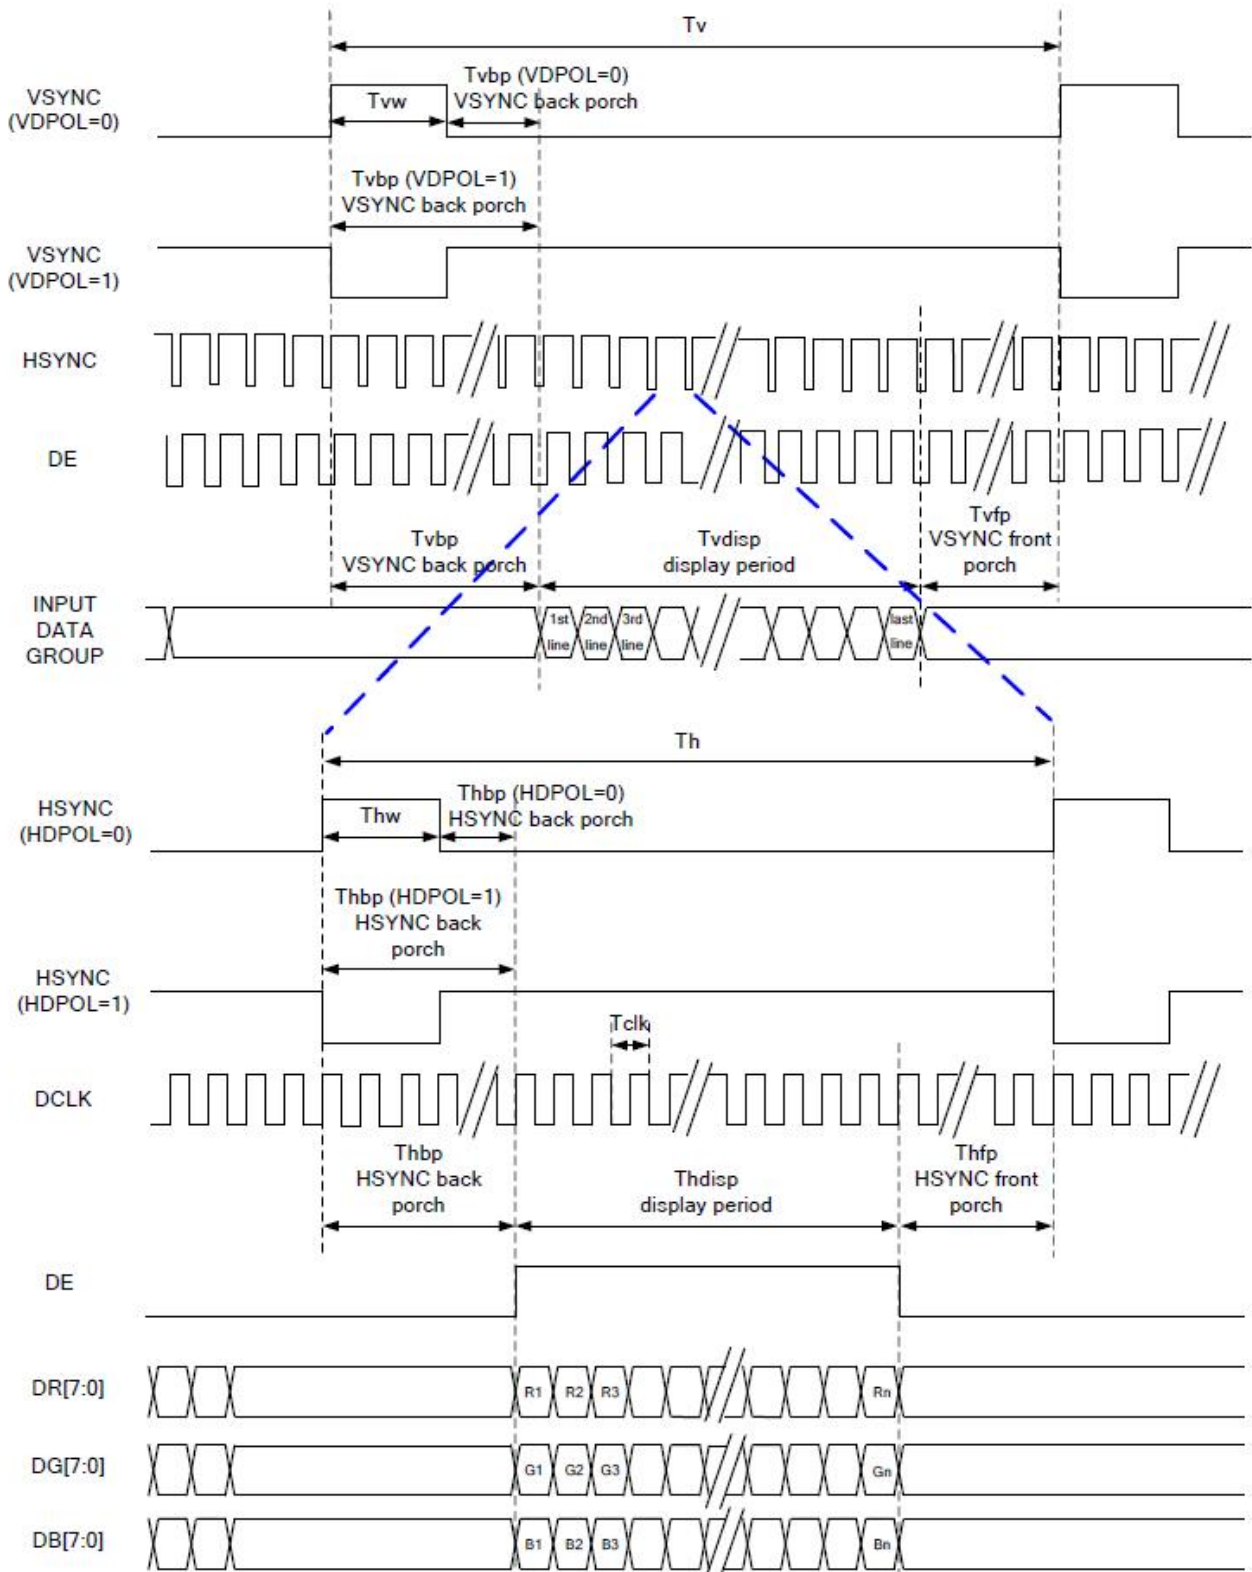 Tv
VSYNC
(VDPOL=0)
Tvw
Tvbp (VDPOL=0)
VSYNC back porch
Tvbp (VDPOL=1)
VSYNC back porch
VSYNC
(VDPOL=1)
HSYNC
DE
Tvbp
VSYNC back porch
Tvdisp
display period
Tvfp
VSYNC front
porch
INPUT
DATA
GROUP
1st
line
2nd
line
3rd
line
last
line
Th
HSYNC
(HDPOL=0)
Thw
Thbp (HDPOL=0)
HSYNC back porch
Thbp (HDPOL=1)
HSYNC back
porch
HSYNC
(HDPOL=1)
Tclk
DCLK
Thbp
HSYNC back
porch
Thdisp
display period
Thfp
HSYNC front
porch
DE
DR[7:0]
R1 R2 R3 Rn
DG[7:0]
G1 G2 G3 Gn
DB[7:0]
B1 B2 B3 Bn